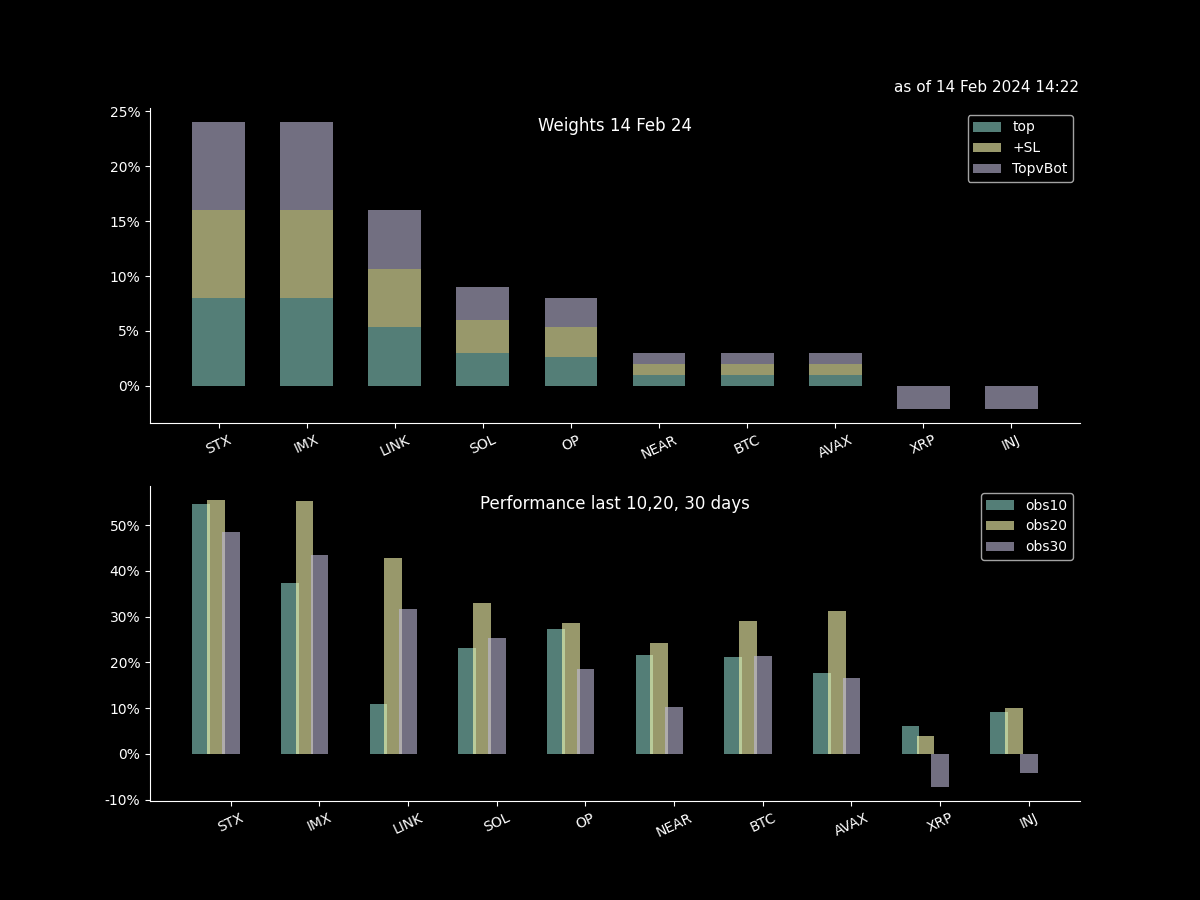 as of 14 Feb 2024 14:22
Weights 14 Feb 24
25%
20%
15%
10%
5%
0%
top
+SL
TopvBot
STX IMX LINK SOL OP NEAR BTC AVAX XRP INJ
Performance last 10,20, 30 days
50%
40%
30%
20%
10%
0%
-10%
obs10
obs20
obs30
STX IMX LINK SOL OP NEAR BTC AVAX XRP INJ